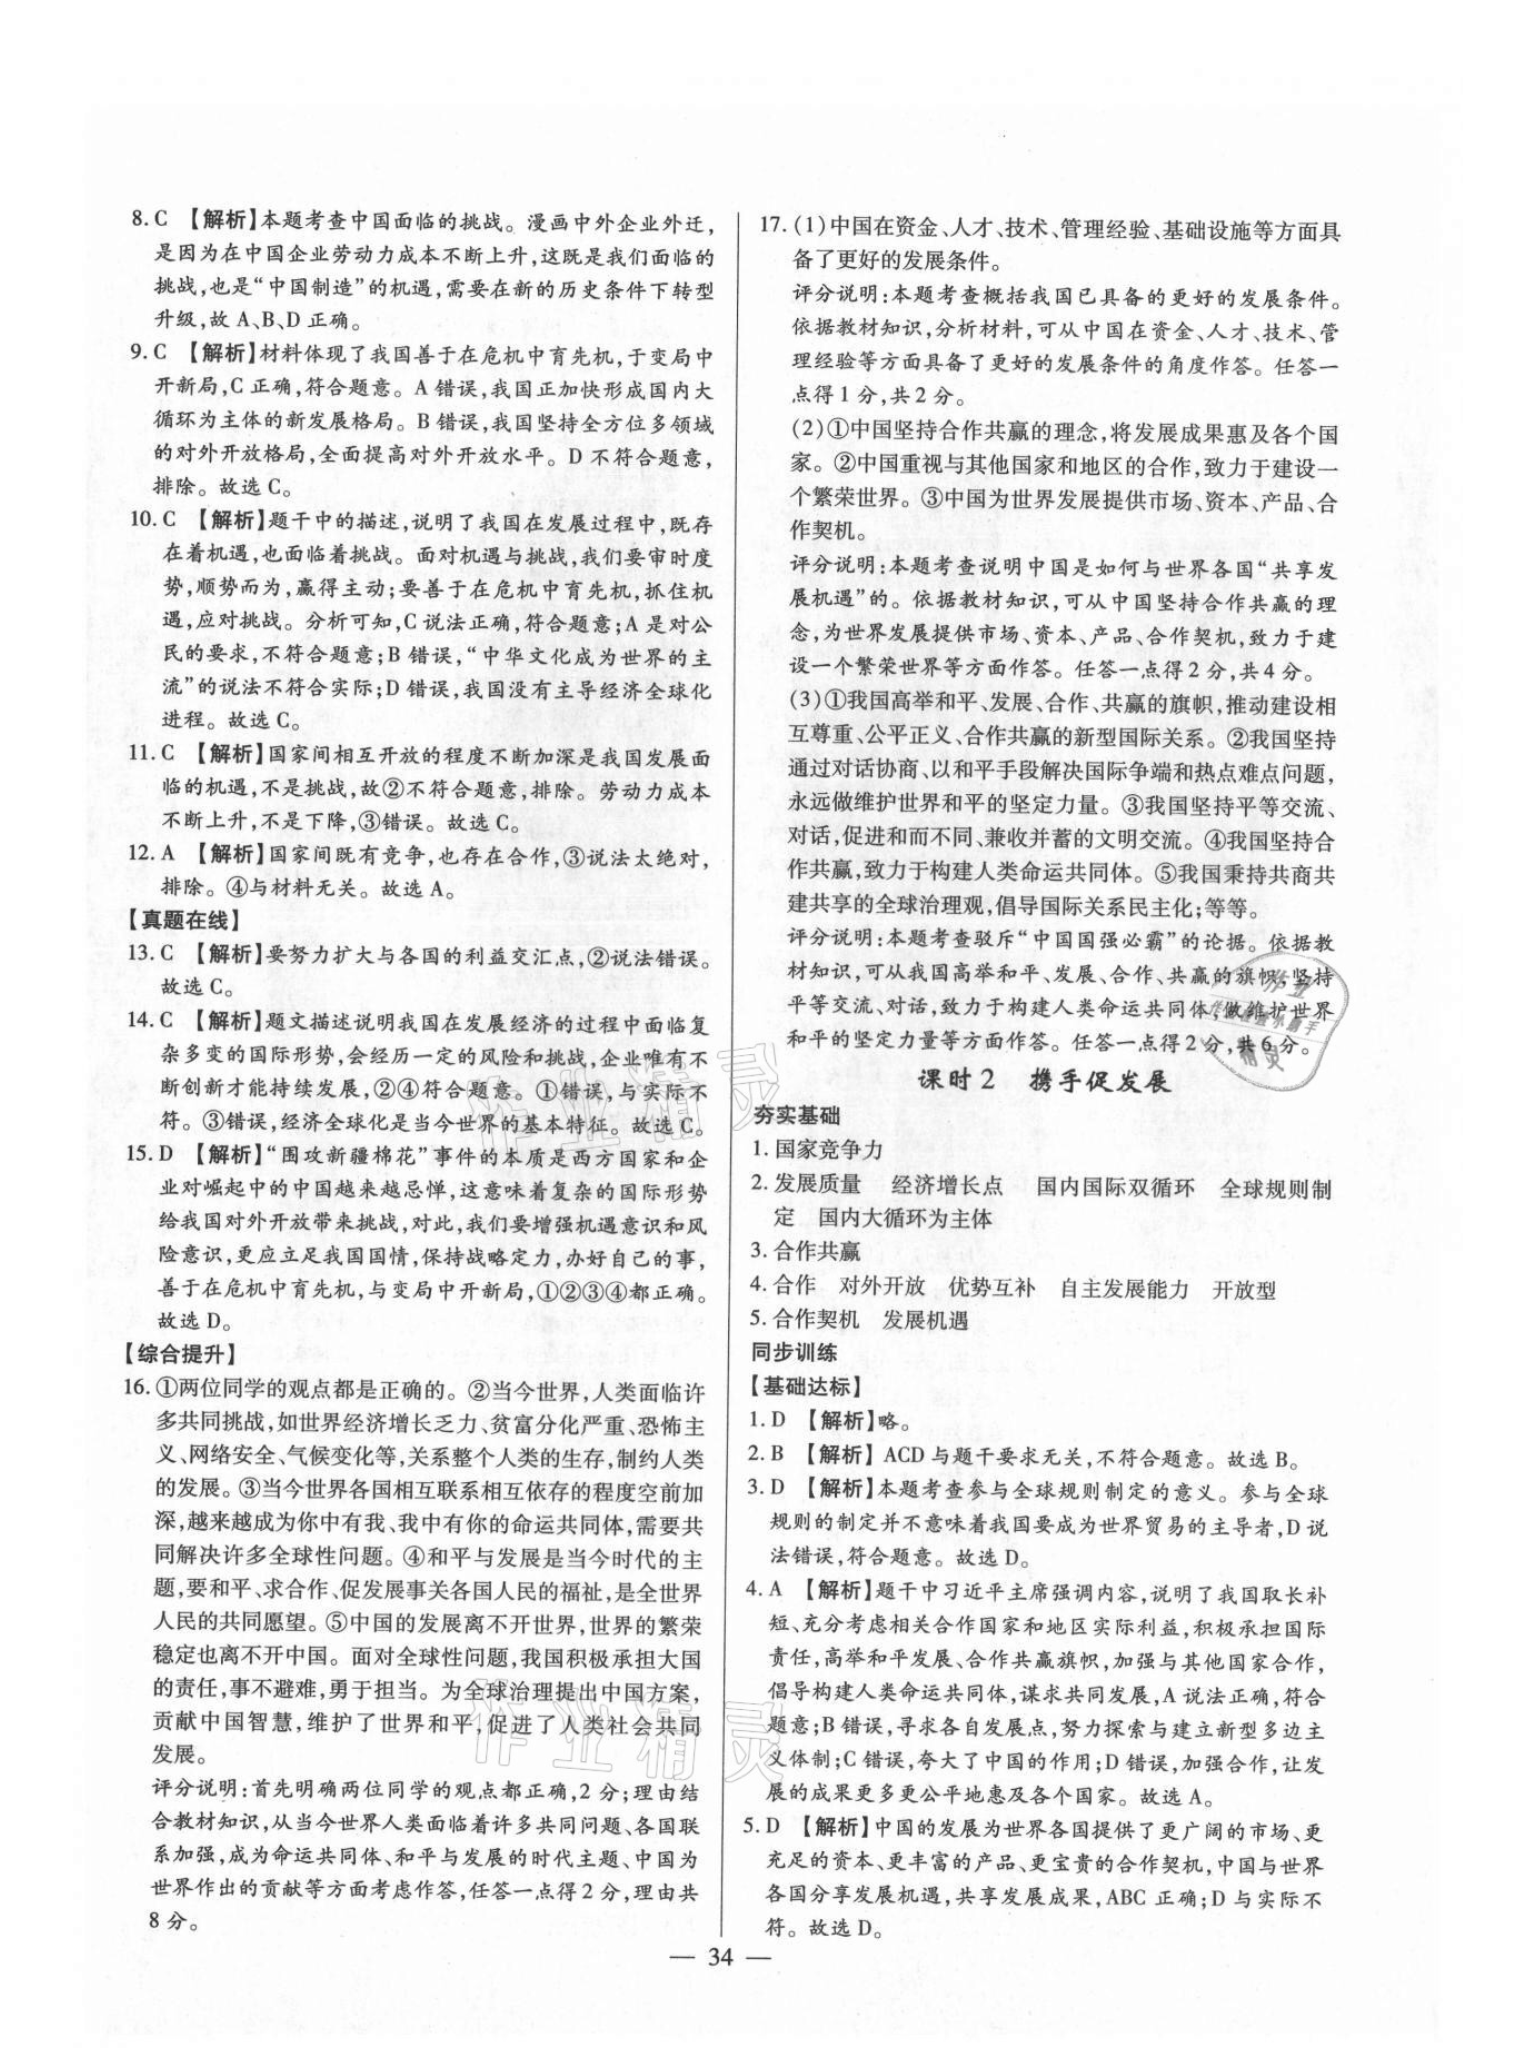 8. C 【解析】本题考查中国面临的挑战。漫画中外企业外迁,
是因为在中国企业劳动力成本不断上升,这既是我们面临的
挑战,也是“中国制造”的机遇,需要在新的历史条件下转型
升级,故 A、B、D 正确。
9. C 【解析】材料体现了我国善于在危机中育先机,于变局中
开新局,C 正确,符合题意。A 错误,我国正加快形成国内大
循环为主体的新发展格局。B 错误,我国坚持全方位多领域
的对外开放格局,全面提高对外开放水平。D 不符合题意,
排除。故选 C。
10. C 【解析】题干中的描述,说明了我国在发展过程中,既存
在着机遇,也面临着挑战。面对机遇与挑战,我们要审时度
势,顺势而为,赢得主动;要善于在危机中育先机,抓住机
遇,应对挑战。分析可知,C 说法正确,符合题意;A 是对公
民的要求,不符合题意;B 错误,“中华文化成为世界的主
流”的说法不符合实际;D 错误,我国没有主导经济全球化
进程。故选 C。
11. C 【解析】国家间相互开放的程度不断加深是我国发展面
临的机遇,不是挑战,故②不符合题意,排除。劳动力成本
不断上升,不是下降,③错误。故选 C。
12. A 【解析】国家间既有竞争,也存在合作,③说法太绝对,
排除。④与材料无关。故选 A。
【真题在线】
13. C 【解析】要努力扩大与各国的利益交汇点,②说法错误。
故选 C。
14. C 【解析】题文描述说明我国在发展经济的过程中面临复
杂多变的国际形势,会经历一定的风险和挑战,企业唯有不
断创新才能持续发展,②④符合题意。①错误,与实际不
符。③错误,经济全球化是当今世界的基本特征。故选 C。
15. D 【解析】“围攻新疆棉花”事件的本质是西方国家和企
业对崛起中的中国越来越忌惮,这意味着复杂的国际形势
给我国对外开放带来挑战,对此,我们要增强机遇意识和风
险意识,更应立足我国国情,保持战略定力,办好自己的事,
善于在危机中育先机,与变局中开新局,①②③④都正确。
故选 D。
【综合提升】
16. ①两位同学的观点都是正确的。②当今世界,人类面临许
多共同挑战,如世界经济增长乏力、贫富分化严重、恐怖主
义、网络安全、气候变化等,关系整个人类的生存,制约人类
的发展。③当今世界各国相互联系相互依存的程度空前加
深,越来越成为你中有我、我中有你的命运共同体,需要共
同解决许多全球性问题。④和平与发展是当今时代的主
题,要和平、求合作、促发展事关各国人民的福祉,是全世界
人民的共同愿望。⑤中国的发展离不开世界,世界的繁荣
稳定也离不开中国。面对全球性问题,我国积极承担大国
的责任,事不避难,勇于担当。为全球治理提出中国方案,
贡献中国智慧,维护了世界和平,促进了人类社会共同
发展。
评分说明:首先明确两位同学的观点都正确,2 分;理由结
合教材知识,从当今世界人类面临着许多共同问题、各国联
系加强,成为命运共同体、和平与发展的时代主题、中国为
世界作出的贡献等方面考虑作答,任答一点得 2 分,理由共
8 分。
17. (1)中国在资金、人才、技术、管理经验、基础设施等方面具
备了更好的发展条件。
评分说明:本题考查概括我国已具备的更好的发展条件。
依据教材知识,分析材料,可从中国在资金、人才、技术、管
理经验等方面具备了更好的发展条件的角度作答。任答一
点得 1 分,共 2 分。
(2)①中国坚持合作共赢的理念,将发展成果惠及各个国
家。②中国重视与其他国家和地区的合作,致力于建设一
个繁荣世界。③中国为世界发展提供市场、资本、产品、合
作契机。
评分说明:本题考查说明中国是如何与世界各国“共享发
展机遇”的。依据教材知识,可从中国坚持合作共赢的理
念,为世界发展提供市场、资本、产品、合作契机,致力于建
设一个繁荣世界等方面作答。任答一点得 2 分,共 4 分。
(3)①我国高举和平、发展、合作、共赢的旗帜,推动建设相
互尊重、公平正义、合作共赢的新型国际关系。②我国坚持
通过对话协商、以和平手段解决国际争端和热点难点问题,
永远做维护世界和平的坚定力量。③我国坚持平等交流、
对话,促进和而不同、兼收并蓄的文明交流。④我国坚持合
作共赢,致力于构建人类命运共同体。⑤我国秉持共商共
建共享的全球治理观,倡导国际关系民主化;等等。
评分说明:本题考查驳斥“中国国强必霸”的论据。依据教
材知识,可从我国高举和平、发展、合作、共赢的旗帜,坚持
平等交流、对话,致力于构建人类命运共同体,做维护世界
和平的坚定力量等方面作答。任答一点得 2 分,共 6 分。
课时 2 携手促发展
夯实基础
1. 国家竞争力
2. 发展质量 经济增长点 国内国际双循环 全球规则制
定 国内大循环为主体
3. 合作共赢
4. 合作 对外开放 优势互补 自主发展能力 开放型
5. 合作契机 发展机遇
同步训练
【基础达标】
1. D 【解析】略。
2. B 【解析】ACD 与题干要求无关,不符合题意。故选 B。
3. D 【解析】本题考查参与全球规则制定的意义。参与全球
规则的制定并不意味着我国要成为世界贸易的主导者,D 说
法错误,符合题意。故选 D。
4. A 【解析】题干中习近平主席强调内容,说明了我国取长补
短、充分考虑相关合作国家和地区实际利益,积极承担国际
责任,高举和平发展、合作共赢旗帜,加强与其他国家合作,
倡导构建人类命运共同体,谋求共同发展,A 说法正确,符合
题意;B 错误,寻求各自发展点,努力探索与建立新型多边主
义体制;C 错误,夸大了中国的作用;D 错误,加强合作,让发
展的成果更多更公平地惠及各个国家。故选 A。
5. D 【解析】中国的发展为世界各国提供了更广阔的市场、更
充足的资本、更丰富的产品、更宝贵的合作契机,中国与世界
各国分享发展机遇,共享发展成果,ABC 正确;D 与实际不
符。故选 D。
— 34 —
作业精灵
作业精灵
作业
精灵